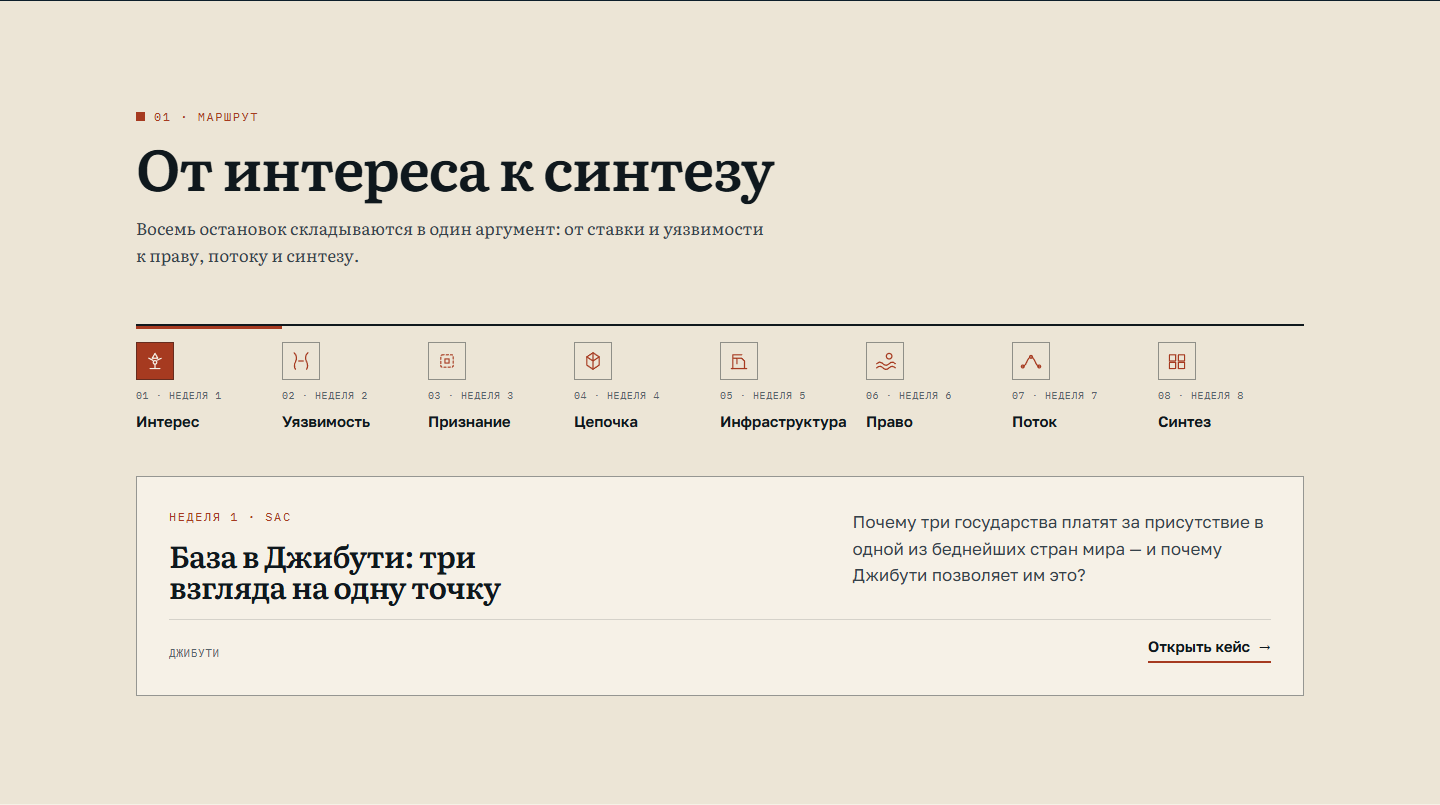 01 · МАРШРУТ
От интереса к синтезу
Восемь остановок складываются в один аргумент: от ставки и уязвимости
к праву, потоку и синтезу.
01 · НЕДЕЛЯ 1
02 · НЕДЕЛЯ 2
03 · НЕДЕЛЯ 3
04 · НЕДЕЛЯ 4
05 · НЕДЕЛЯ 5
06 · НЕДЕЛЯ 6
07 · НЕДЕЛЯ 7
08 · НЕДЕЛЯ 8
Интерес
Уязвимость
Признание
Цепочка
Инфраструктура
Право
Поток
Синтез
НЕДЕЛЯ 1 · SAC
База в Джибути: три
взгляда на одну точку
Почему три государства платят за присутствие в
одной из беднейших стран мира — и почему
Джибути позволяет им это?
ДЖИБУТИ
Открыть кейс →